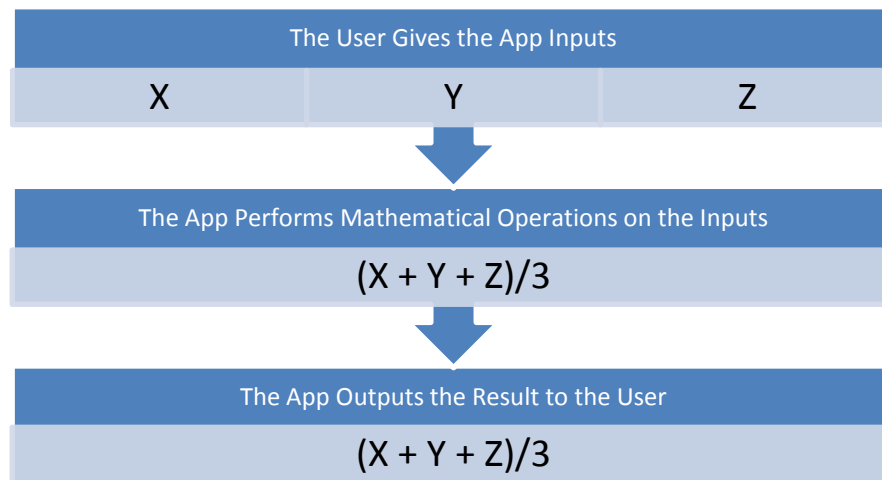 The User Gives the App Inputs
X Y Z
The App Performs Mathematical Operations on the Inputs
(X + Y + Z)/3
The App Outputs the Result to the User
(X + Y + Z)/3